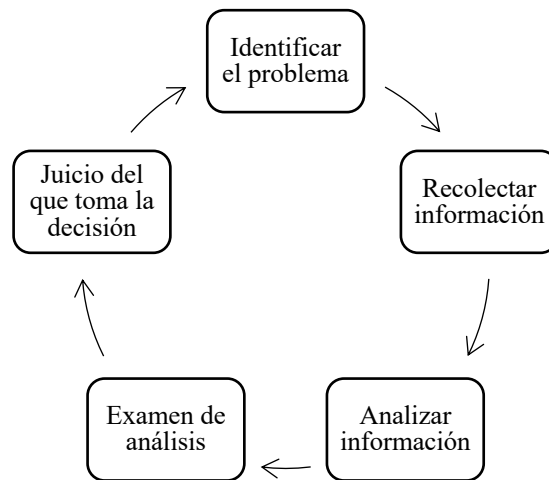 Identificar
el problema
Recolectar
información
Analizar
información
Examen de
análisis
Juicio del
que toma la
decisión